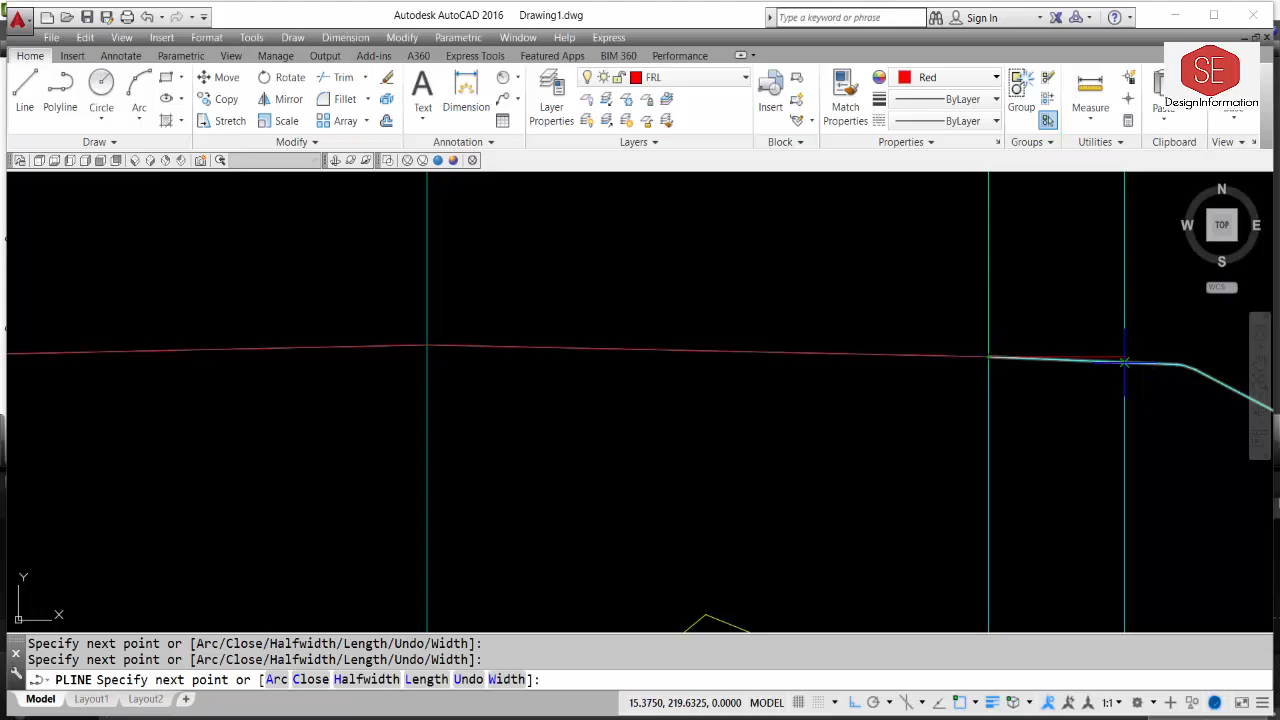 Autodesk AutoCAD 2016 Drawing1.dwg
Type a keyword or phrase
Sign In
File Edit View Insert Format Tools Draw Dimension Modify Parametric Window Help Express
Home Insert Annotate Parametric View Manage Output Add-ins A360 Express Tools Featured Apps BIM 360 Performance
SE
DesignInformation
Line Polyline Circle Arc
Move Rotate Trim
Copy Mirror Fillet
Stretch Scale Array
Text Dimension
Layer Properties
FRL
Insert
Match Properties
Red
ByLayer
ByLayer
Group
Measure
Paste
Draw Modify Annotation Layers Block Properties Groups Utilities Clipboard View
N
W TOP E
S
WCS
Y
X
Specify next point or [Arc/Close/Halfwidth/Length/Undo/Width]:
Specify next point or [Arc/Close/Halfwidth/Length/Undo/Width]:
PLINE Specify next point or [Arc Close Halfwidth Length Undo Width]:
Model Layout1 Layout2 +
15.3750, 219.6325, 0.0000 MODEL
1:1